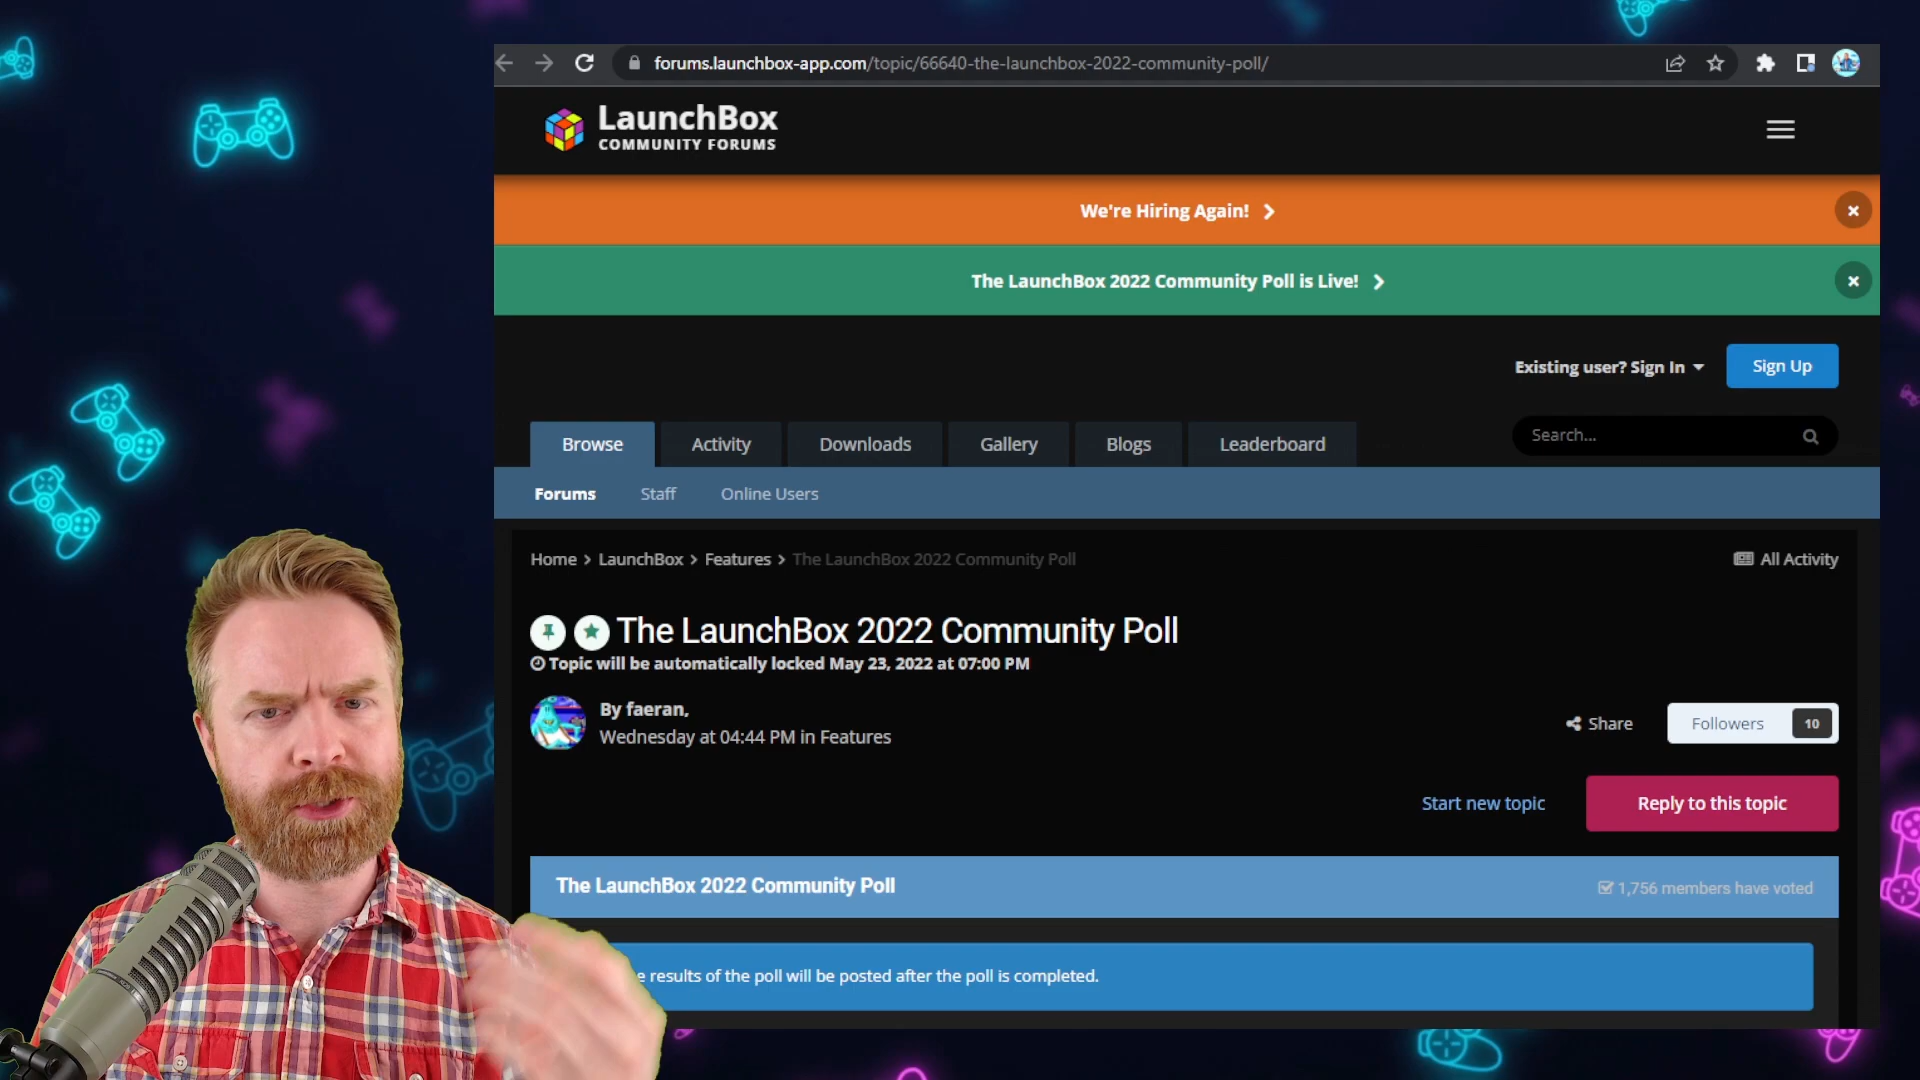 forums.launchbox-app.com/topic/66640-the-launchbox-2022-community-poll/
LaunchBox
COMMUNITY FORUMS
We're Hiring Again!
The LaunchBox 2022 Community Poll is Live!
Existing user? Sign In
Sign Up
Browse
Activity
Downloads
Gallery
Blogs
Leaderboard
Search...
Forums
Staff
Online Users
Home > LaunchBox > Features > The LaunchBox 2022 Community Poll
All Activity
The LaunchBox 2022 Community Poll
Topic will be automatically locked May 23, 2022 at 07:00 PM
By faeran,
Wednesday at 04:44 PM in Features
Share
Followers 10
Start new topic
Reply to this topic
The LaunchBox 2022 Community Poll
1,756 members have voted
results of the poll will be posted after the poll is completed.